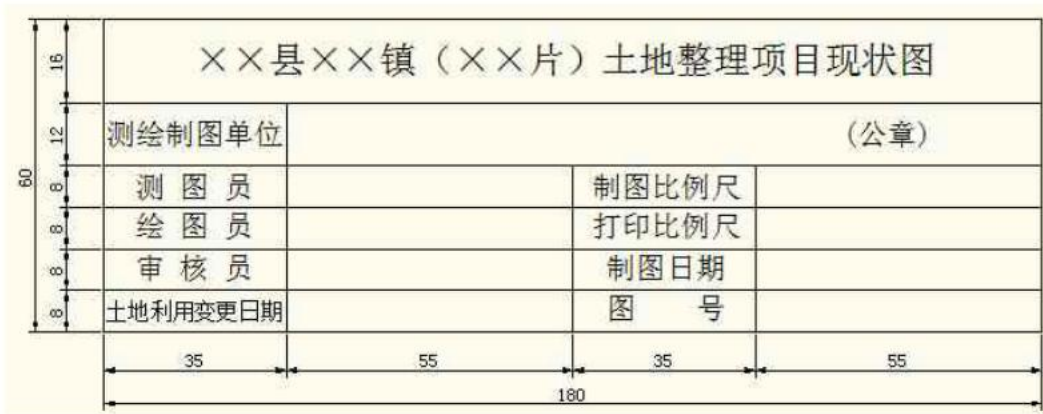 ××县××镇（××片）土地整理项目现状图
测绘制图单位 （公章）
测 图 员 制图比例尺
绘 图 员 打印比例尺
审 核 员 制图日期
土地利用变更日期 图 号
60
16
12
8
8
8
8
35 55 35 55
180